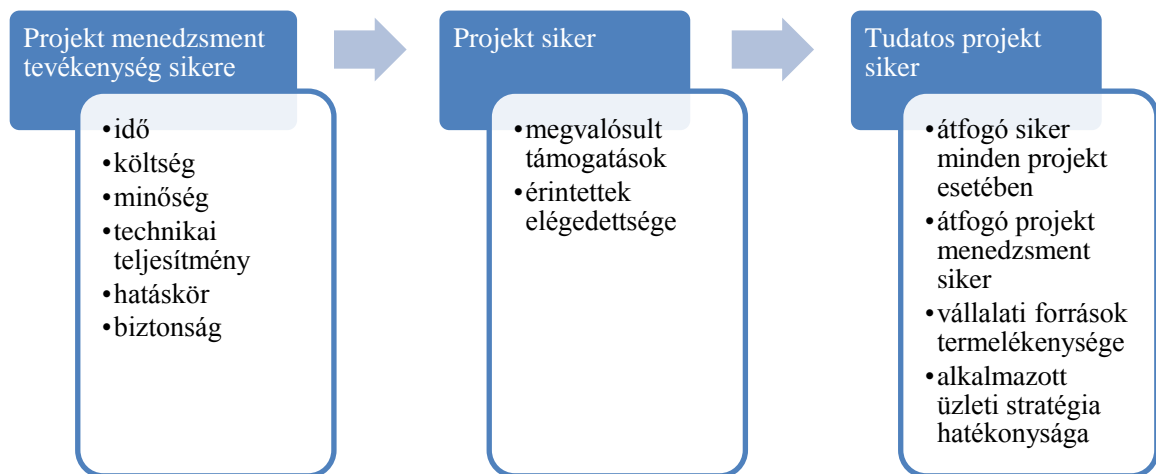 Projekt menedzsment
tevékenység sikere
•idő
•költség
•minőség
•technikai
teljesítmény
•hatáskör
•biztonság
Projekt siker
•megvalósult
támogatások
•érintettek
elégedettsége
Tudatos projekt
siker
•átfogó siker
minden projekt
esetében
•átfogó projekt
menedzsment
siker
•vállalati források
termelékenysége
•alkalmazott
üzleti stratégia
hatékonysága